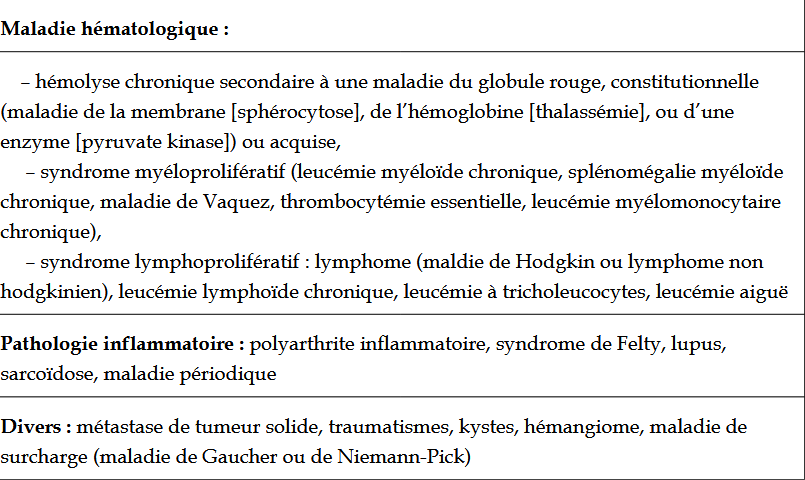 Maladie hématologique :
– hémolyse chronique secondaire à une maladie du globule rouge, constitutionnelle
(maladie de la membrane [sphérocytose], de l’hémoglobine [thalassémie], ou d’une
enzyme [pyruvate kinase]) ou acquise,
– syndrome myéloprolifératif (leucémie myéloïde chronique, splénomégalie myéloïde
chronique, maladie de Vaquez, thrombocytémie essentielle, leucémie myélomonocytaire
chronique),
– syndrome lymphoprolifératif : lymphome (maldie de Hodgkin ou lymphome non
hodgkinien), leucémie lymphoïde chronique, leucémie à tricholeucocytes, leucémie aiguë
Pathologie inflammatoire : polyarthrite inflammatoire, syndrome de Felty, lupus,
sarcoïdose, maladie périodique
Divers : métastase de tumeur solide, traumatismes, kystes, hémangiome, maladie de
surcharge (maladie de Gaucher ou de Niemann-Pick)